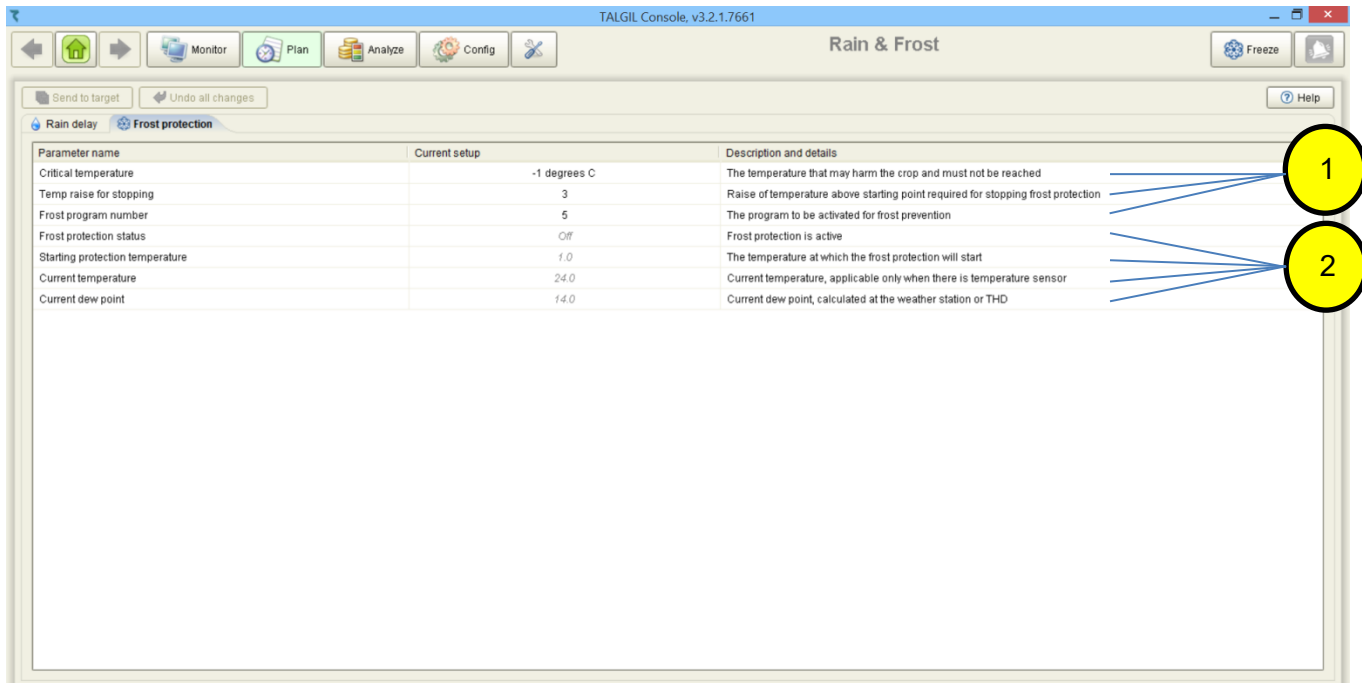 TALGIL Console, v3.2.1.7661
Monitor Plan Analyze Config Rain & Frost Freeze
Send to target Undo all changes Help
Rain delay Frost protection
Parameter name Current setup Description and details
Critical temperature -1 degrees C The temperature that may harm the crop and must not be reached
Temp raise for stopping 3 Raise of temperature above starting point required for stopping frost protection
Frost program number 5 The program to be activated for frost prevention
Frost protection status Off Frost protection is active
Starting protection temperature 1.0 The temperature at which the frost protection will start
Current temperature 24.0 Current temperature, applicable only when there is temperature sensor
Current dew point 14.0 Current dew point, calculated at the weather station or THD
1
2